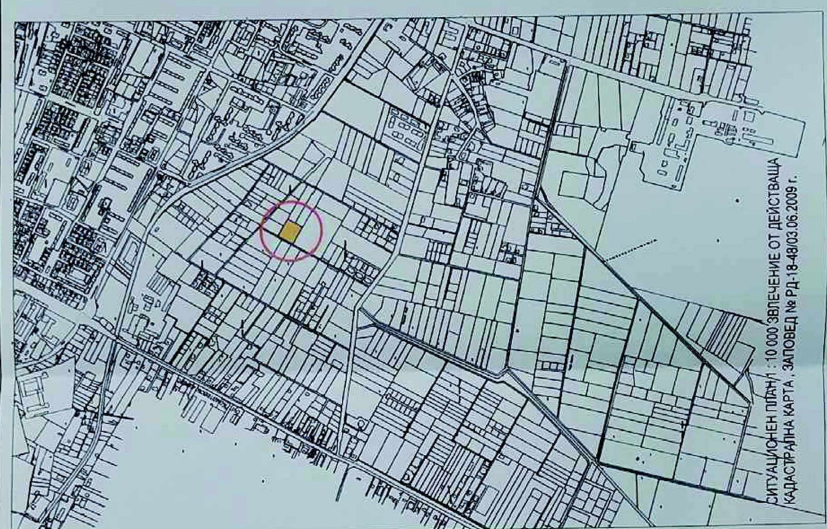 СИТУАЦИОНЕН ПЛАН 1 : 10 000 ЗВЛЕЧЕНИЕ ОТ ДЕЙСТВАЩА
КАДАСТРАЛНА КАРТА , ЗАПОВЕД № РД-18-48/03.06.2009 г.